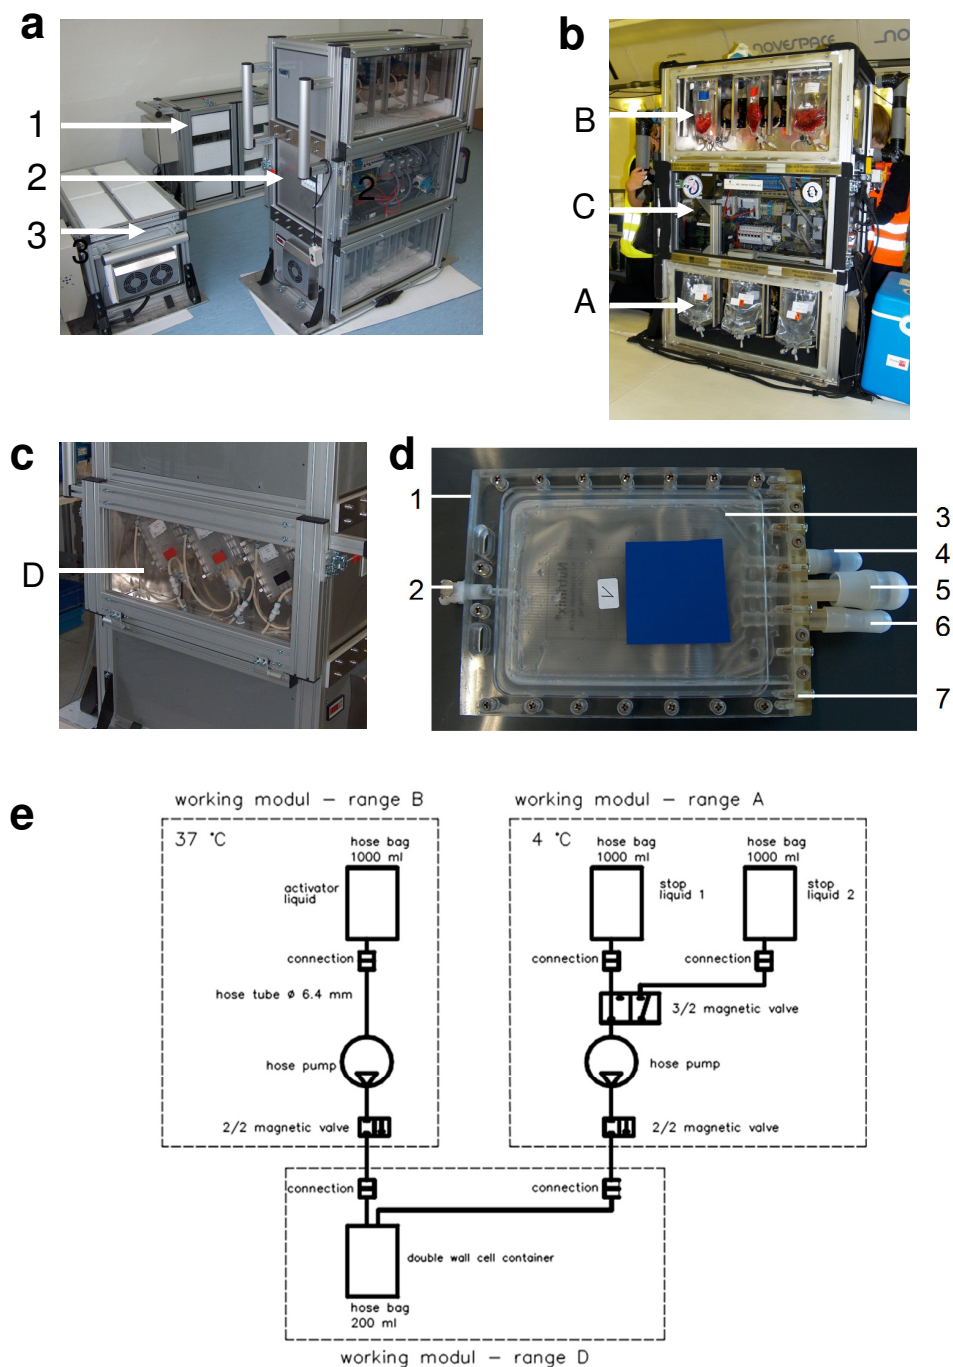 a
1
2
3
2
3
b
NOVESPACE
B
C
A
c
D
d
1
2
3
4
5
6
7
1
e
working modul – range B
working modul – range A
37 °C
hose bag
1000 ml
activator
liquid
connection
hose tube ø 6.4 mm
hose pump
2/2 magnetic valve
4 °C
hose bag
1000 ml
hose bag
1000 ml
stop
liquid 1
stop
liquid 2
connection
connection
3/2 magnetic valve
hose pump
2/2 magnetic valve
connection
connection
double wall cell container
hose bag
200 ml
working modul – range D